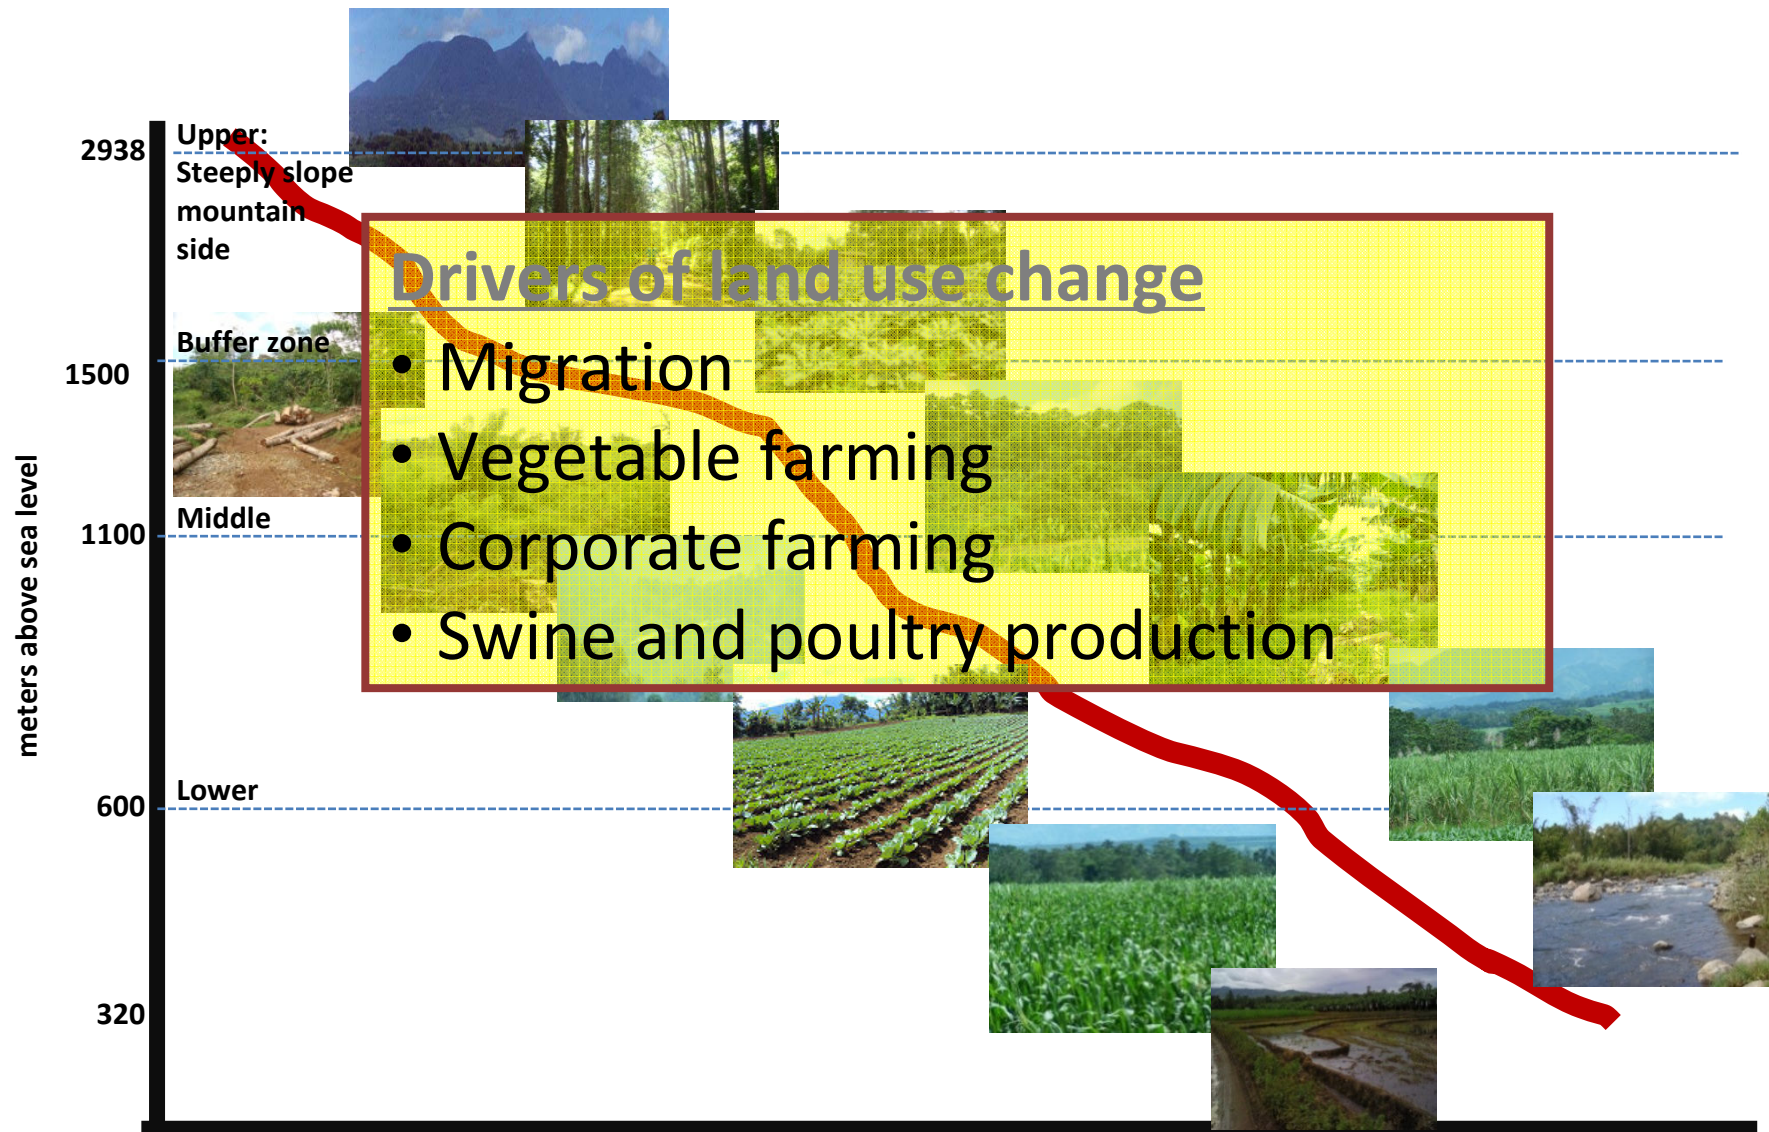 2938
Upper:
Steeply slope
mountain
side
Drivers of land use change
Buffer zone
1500
• Migration
• Vegetable farming
Middle
1100
• Corporate farming
• Swine and poultry production
meters above sea level
Lower
600
320